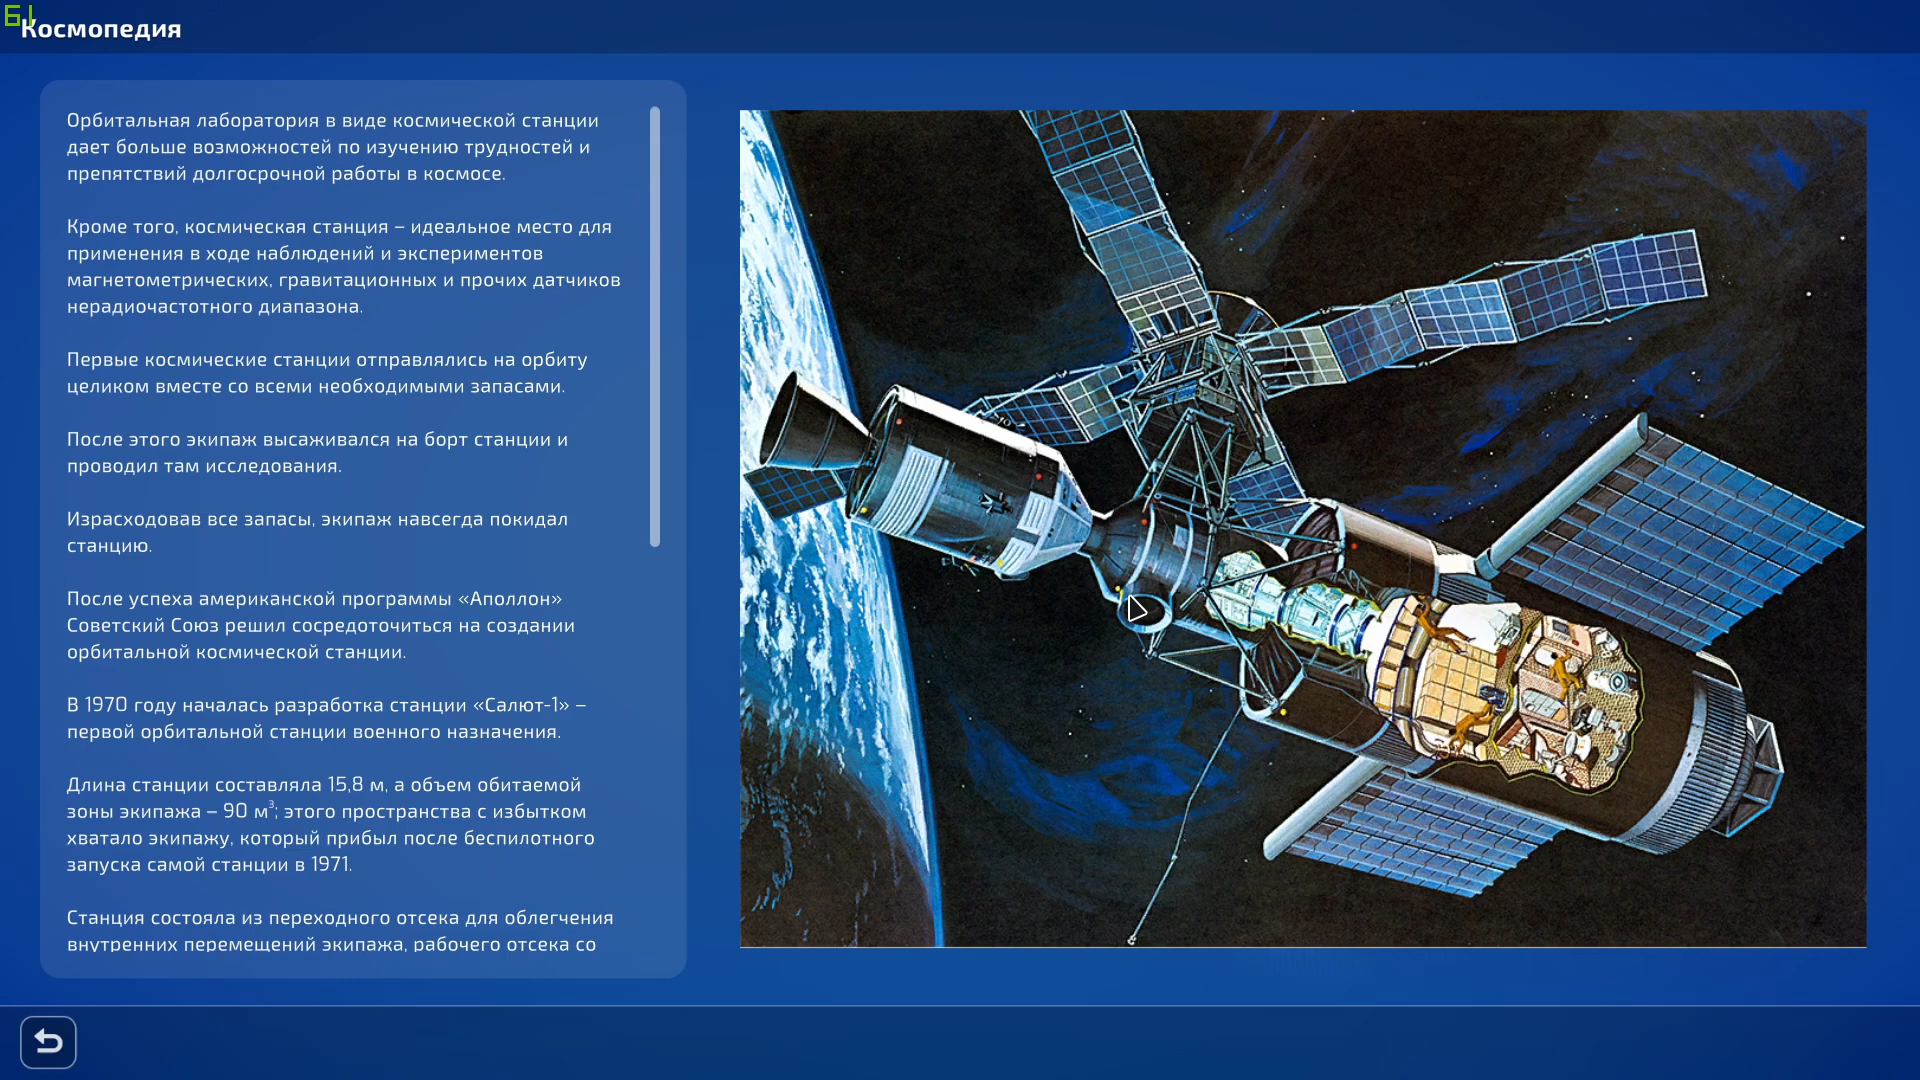 61
Космопедия
Орбитальная лаборатория в виде космической станции
дает больше возможностей по изучению трудностей и
препятствий долгосрочной работы в космосе.
Кроме того, космическая станция – идеальное место для
применения в ходе наблюдений и экспериментов
магнетометрических, гравитационных и прочих датчиков
нерадиочастотного диапазона.
Первые космические станции отправлялись на орбиту
целиком вместе со всеми необходимыми запасами.
После этого экипаж высаживался на борт станции и
проводил там исследования.
Израсходовав все запасы, экипаж навсегда покидал
станцию.
После успеха американской программы «Аполлон»
Советский Союз решил сосредоточиться на создании
орбитальной космической станции.
В 1970 году началась разработка станции «Салют-1» –
первой орбитальной станции военного назначения.
Длина станции составляла 15,8 м, а объем обитаемой
зоны экипажа – 90 м³; этого пространства с избытком
хватало экипажу, который прибыл после беспилотного
запуска самой станции в 1971.
Станция состояла из переходного отсека для облегчения
внутренних перемещений экипажа, рабочего отсека со